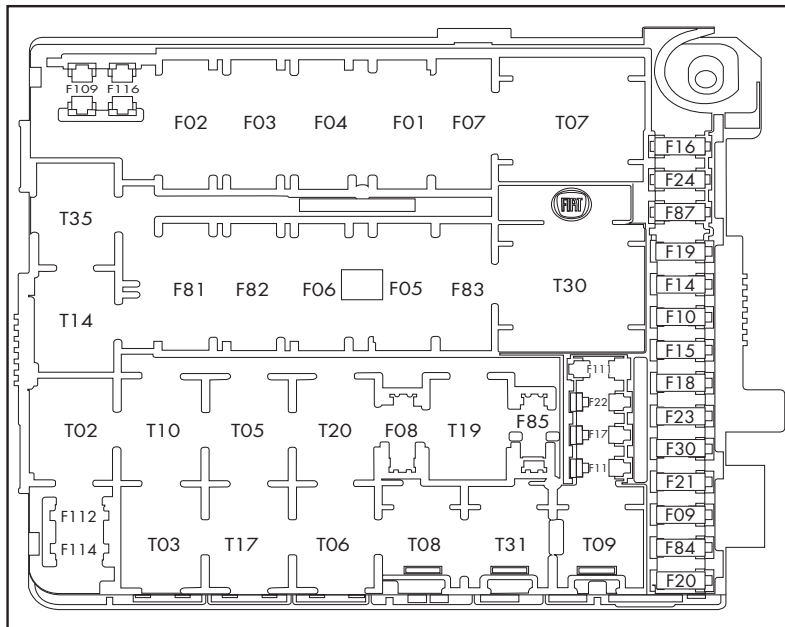 F109 F116
F02 F03 F04 F01 F07 T07
F16
F24
F87
T35
FIAT
F19
F81 F82 F06 F05 F83 T30
F14
T14
F10
F15
F11
F18
F22
F23
T02 T10 T05 T20 F08 T19 F85
F17
F30
F11
F21
F112
F09
F114
T03 T17 T06 T08 T31 T09
F84
F20